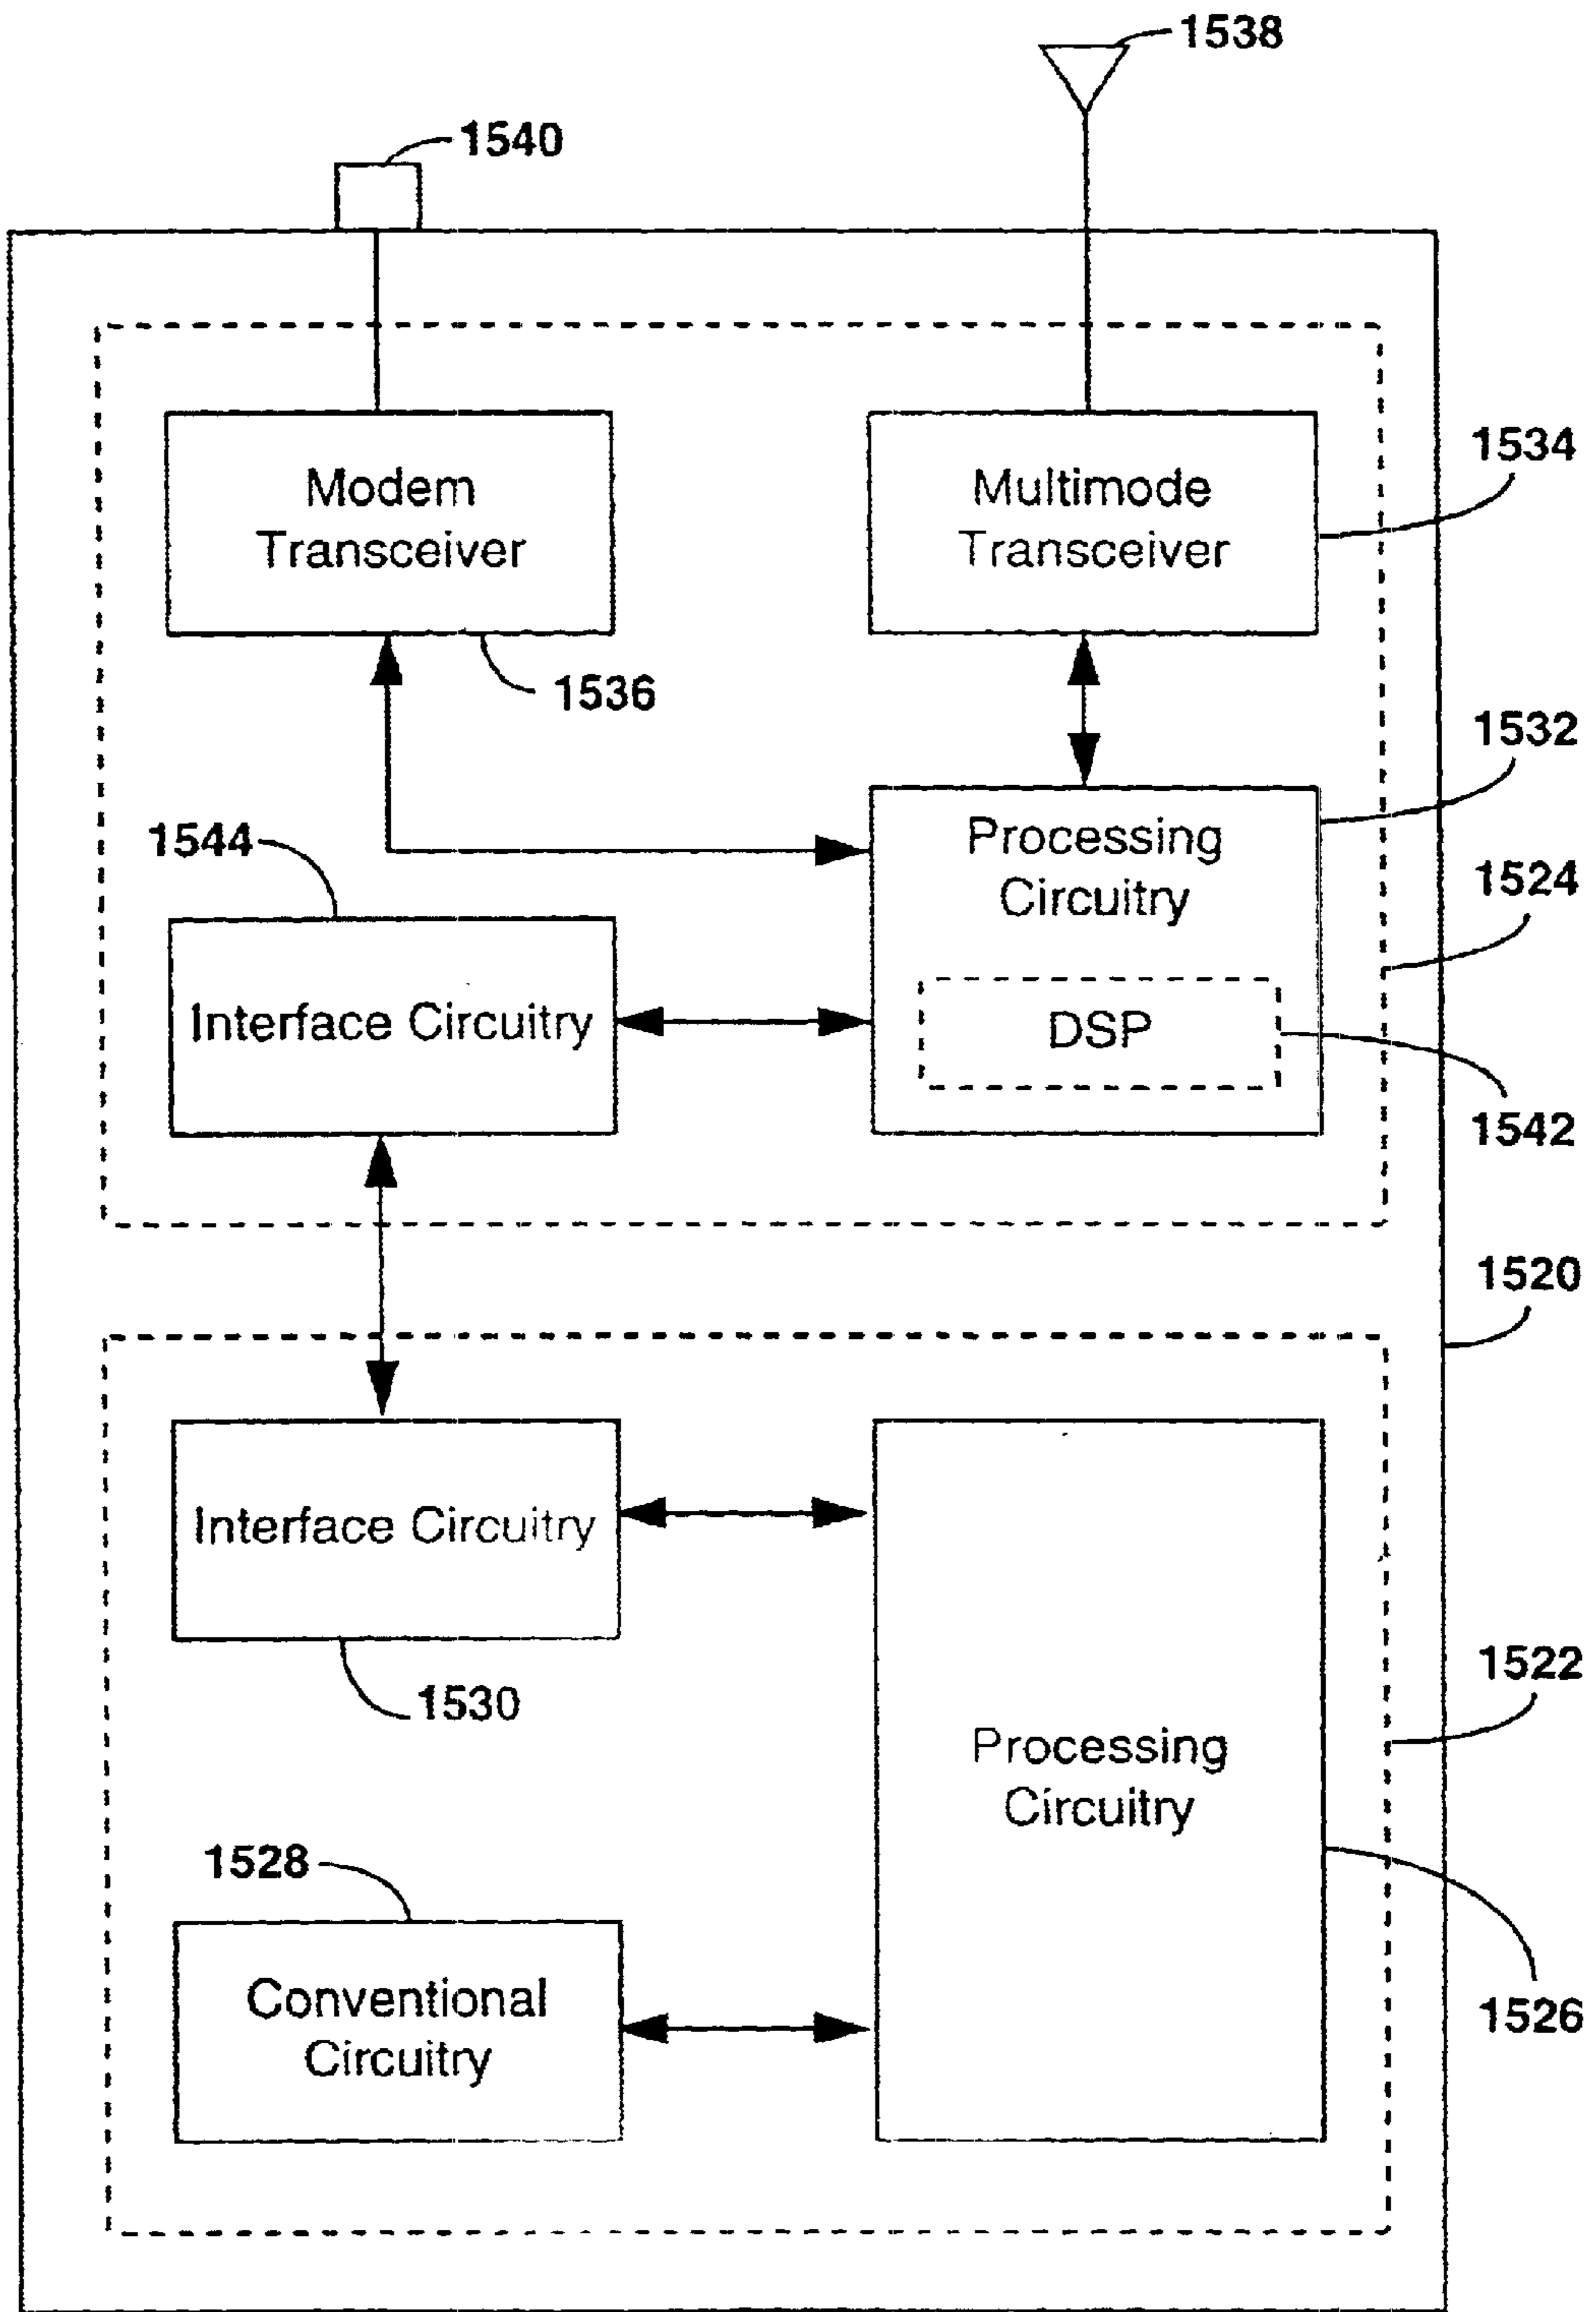 1538
1540
Modem
Transceiver
Multimode
Transceiver
1534
1536
1532
1544
Processing
Circuitry
1524
Interface Circuitry
DSP
1542
1520
Interface Circuitry
1530
1522
Processing
Circuitry
1528
Conventional
Circuitry
1526